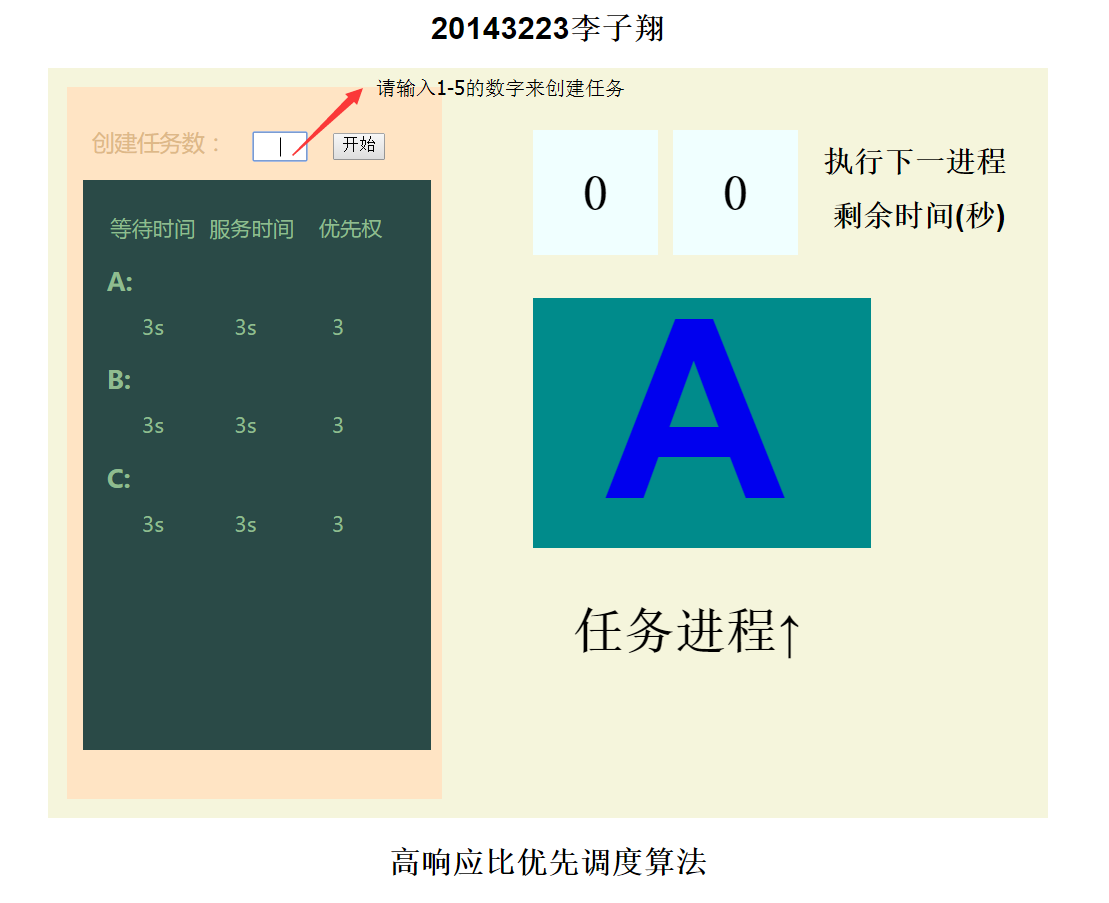 20143223李子翔
请输入1-5的数字来创建任务
创建任务数：
开始
等待时间 服务时间 优先权
A:
3s 3s 3
B:
3s 3s 3
C:
3s 3s 3
0 0
执行下一进程
剩余时间(秒)
A
任务进程↑
高响应比优先调度算法